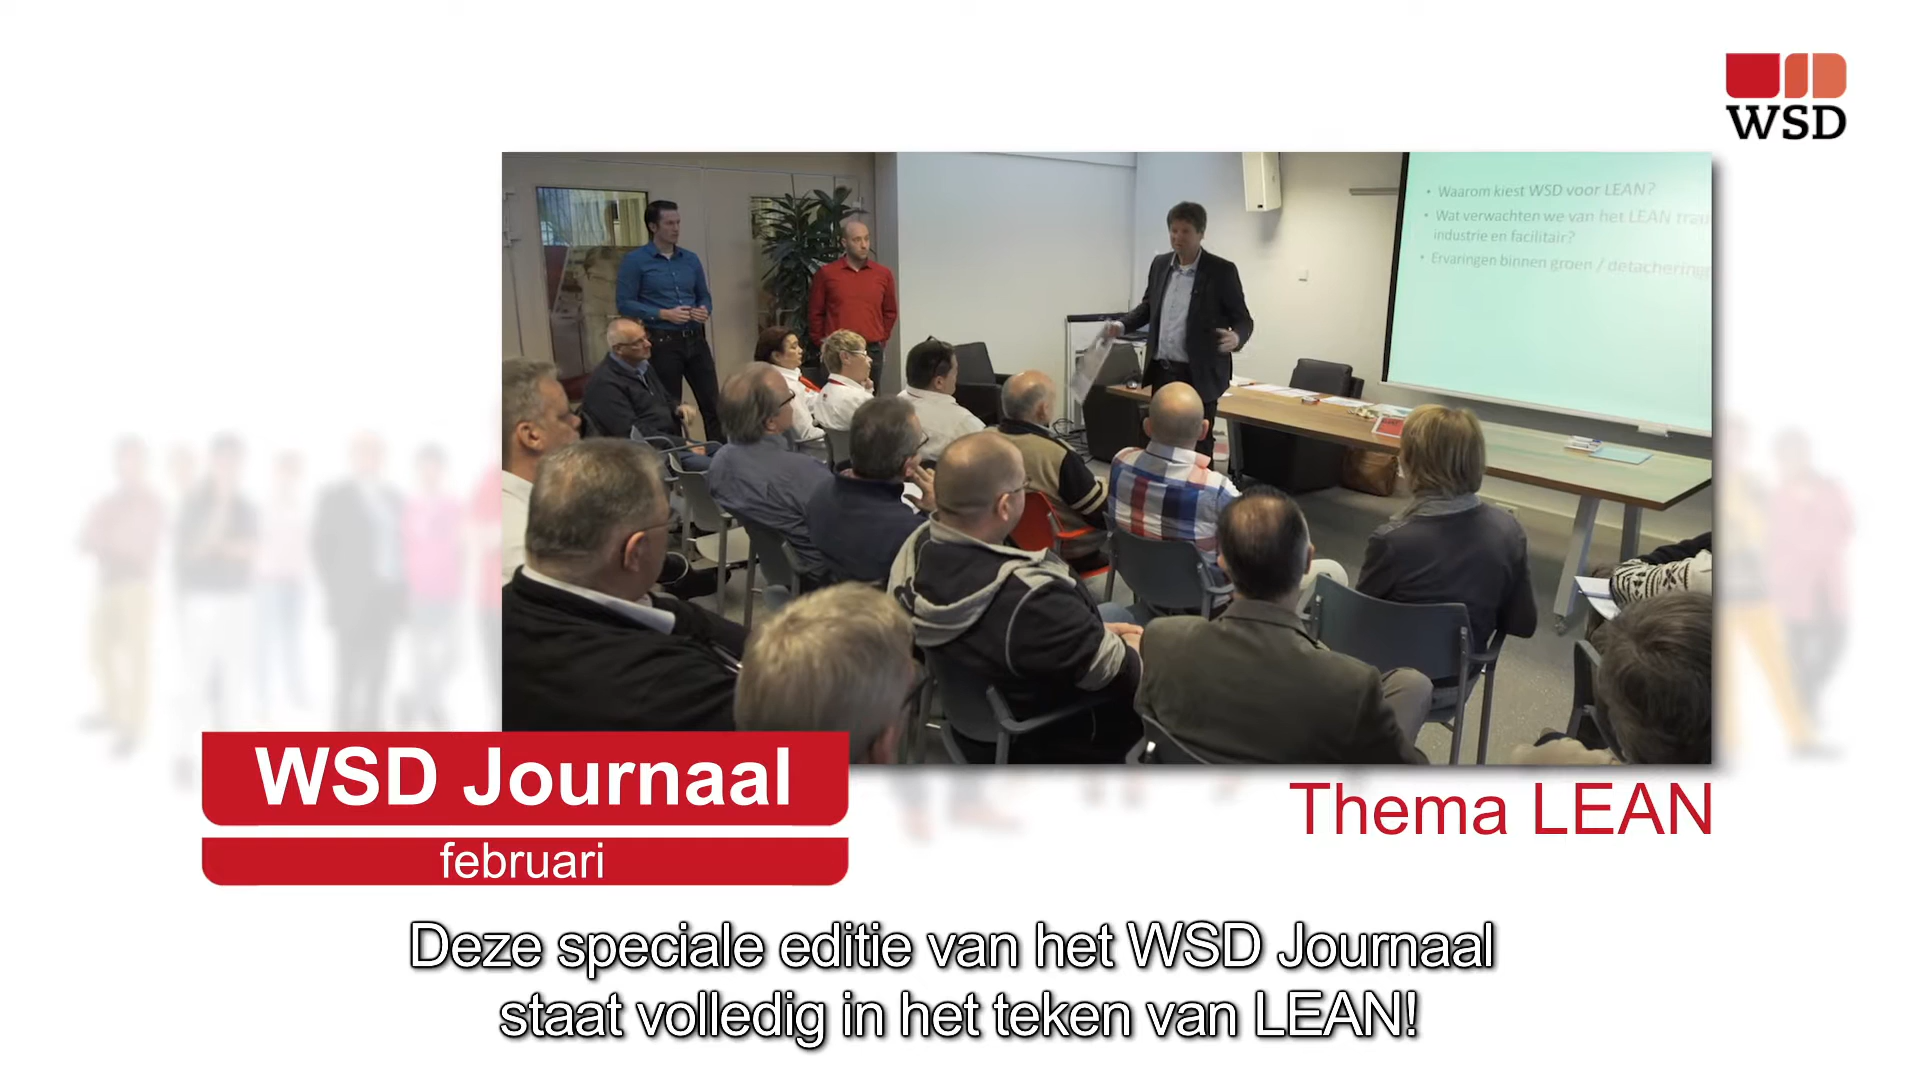 WSD
• Waarom kiest WSD voor LEAN?
• Wat verwachten we van het LEAN
industrie en facilitair?
• Ervaringen binnen groen / detacheringen
WSD Journaal
februari
Thema LEAN
Deze speciale editie van het WSD Journaal
staat volledig in het teken van LEAN!